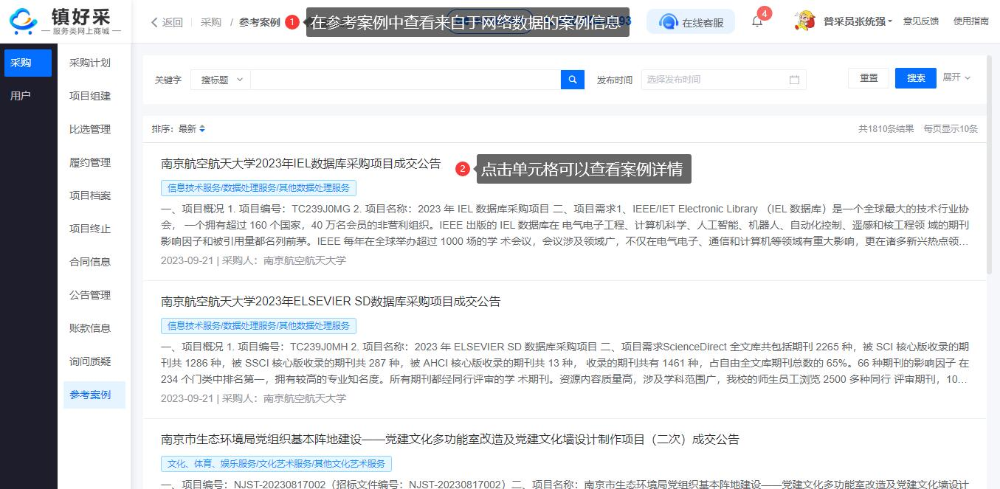 镇好采
服务类网上商城
返回 采购 / 参考案例 1 在参考案例中查看来自于网络数据的案例信息 93 在线客服 4 普采员张统强 意见反馈 使用指南
采购
用户
采购计划
项目组建
比选管理
履约管理
项目档案
项目终止
合同信息
公告管理
账款信息
询问质疑
参考案例
关键字 搜标题 发布时间 选择发布时间 重置 搜索 展开
排序：最新 共1810条结果 每页显示10条
南京航空航天大学2023年IEL数据库采购项目成交公告
2 点击单元格可以查看案例详情
信息技术服务/数据处理服务/其他数据处理服务
一、项目概况 1. 项目编号：TC239J0MG 2. 项目名称：2023 年 IEL 数据库采购项目 二、项目需求1、IEEE/IET Electronic Library （IEL 数据库）是一个全球最大的技术行业协
会， 一个拥有超过 160 个国家，40 万名会员的非营利组织。IEEE 出版的 IEL 数据库在 电气电子工程、计算机科学、人工智能、机器人、自动化控制、遥感和核工程领 域的期刊
影响因子和被引用量都名列前茅。IEEE 每年在全球举办超过 1000 场的学 术会议，会议涉及领域广，不仅在电气电子、通信和计算机等领域有重大影响，更在诸多新兴热点领…
2023-09-21 | 采购人：南京航空航天大学
南京航空航天大学2023年ELSEVIER SD数据库采购项目成交公告
信息技术服务/数据处理服务/其他数据处理服务
一、项目概况 1. 项目编号：TC239J0MH 2. 项目名称：2023 年 ELSEVIER SD 数据库采购项目 二、项目需求ScienceDirect 全文库共包括期刊 2265 种，被 SCI 核心版收录的期
刊共 1286 种，被 SSCI 核心版收录的期刊共 287 种，被 AHCI 核心版收录的期刊共 13 种， 收录的期刊共有 1461 种，占自由全文库期刊总数的 65%。66 种期刊的影响因子 在
234 个门类中排名第一，拥有较高的专业知名度。所有期刊都经同行评审的学 术期刊。资源内容质量高，涉及学科范围广，我校的师生员工浏览 2500 多种同行 评审期刊，10…
2023-09-21 | 采购人：南京航空航天大学
南京市生态环境局党组织基本阵地建设——党建文化多功能室改造及党建文化墙设计制作项目（二次）成交公告
文化、体育、娱乐服务/文化艺术服务/其他文化艺术服务
一、项目编号：NJST-20230817002（招标文件编号：NJST-20230817002）二、项目名称：南京市生态环境局党组织基本阵地建设——党建文化多功能室改造及党建文化墙设计